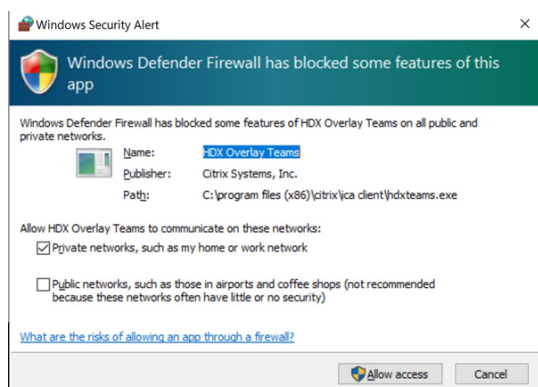 Windows Security Alert
Windows Defender Firewall has blocked some features of this
app
Windows Defender Firewall has blocked some features of HDX Overlay Teams on all public and
private networks.
Name: HDX Overlay Teams
Publisher: Citrix Systems, Inc.
Path: C:\program files (x86)\citrix\ica client\hdxteams.exe
Allow HDX Overlay Teams to communicate on these networks:
Private networks, such as my home or work network
Public networks, such as those in airports and coffee shops (not recommended
because these networks often have little or no security)
What are the risks of allowing an app through a firewall?
Allow access Cancel